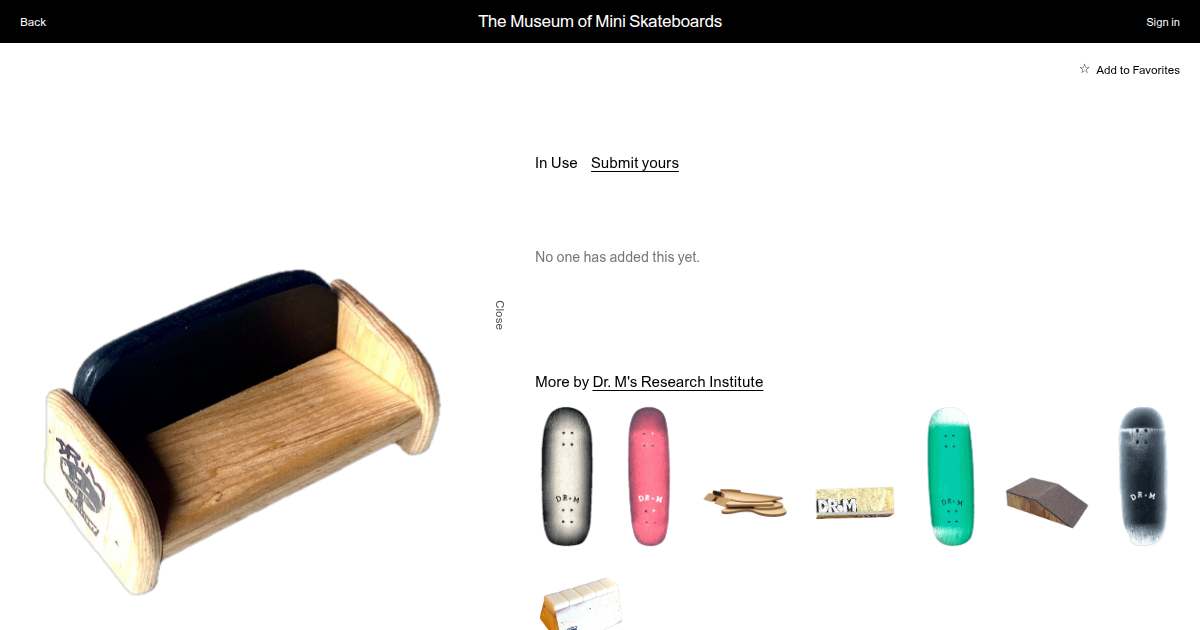 Back
The Museum of Mini Skateboards
Sign in
☆ Add to Favorites
In Use Submit yours
No one has added this yet.
Close
More by Dr. M's Research Institute
DR•M
DR•M
DR•M
DR•M
DR•M
DR•M